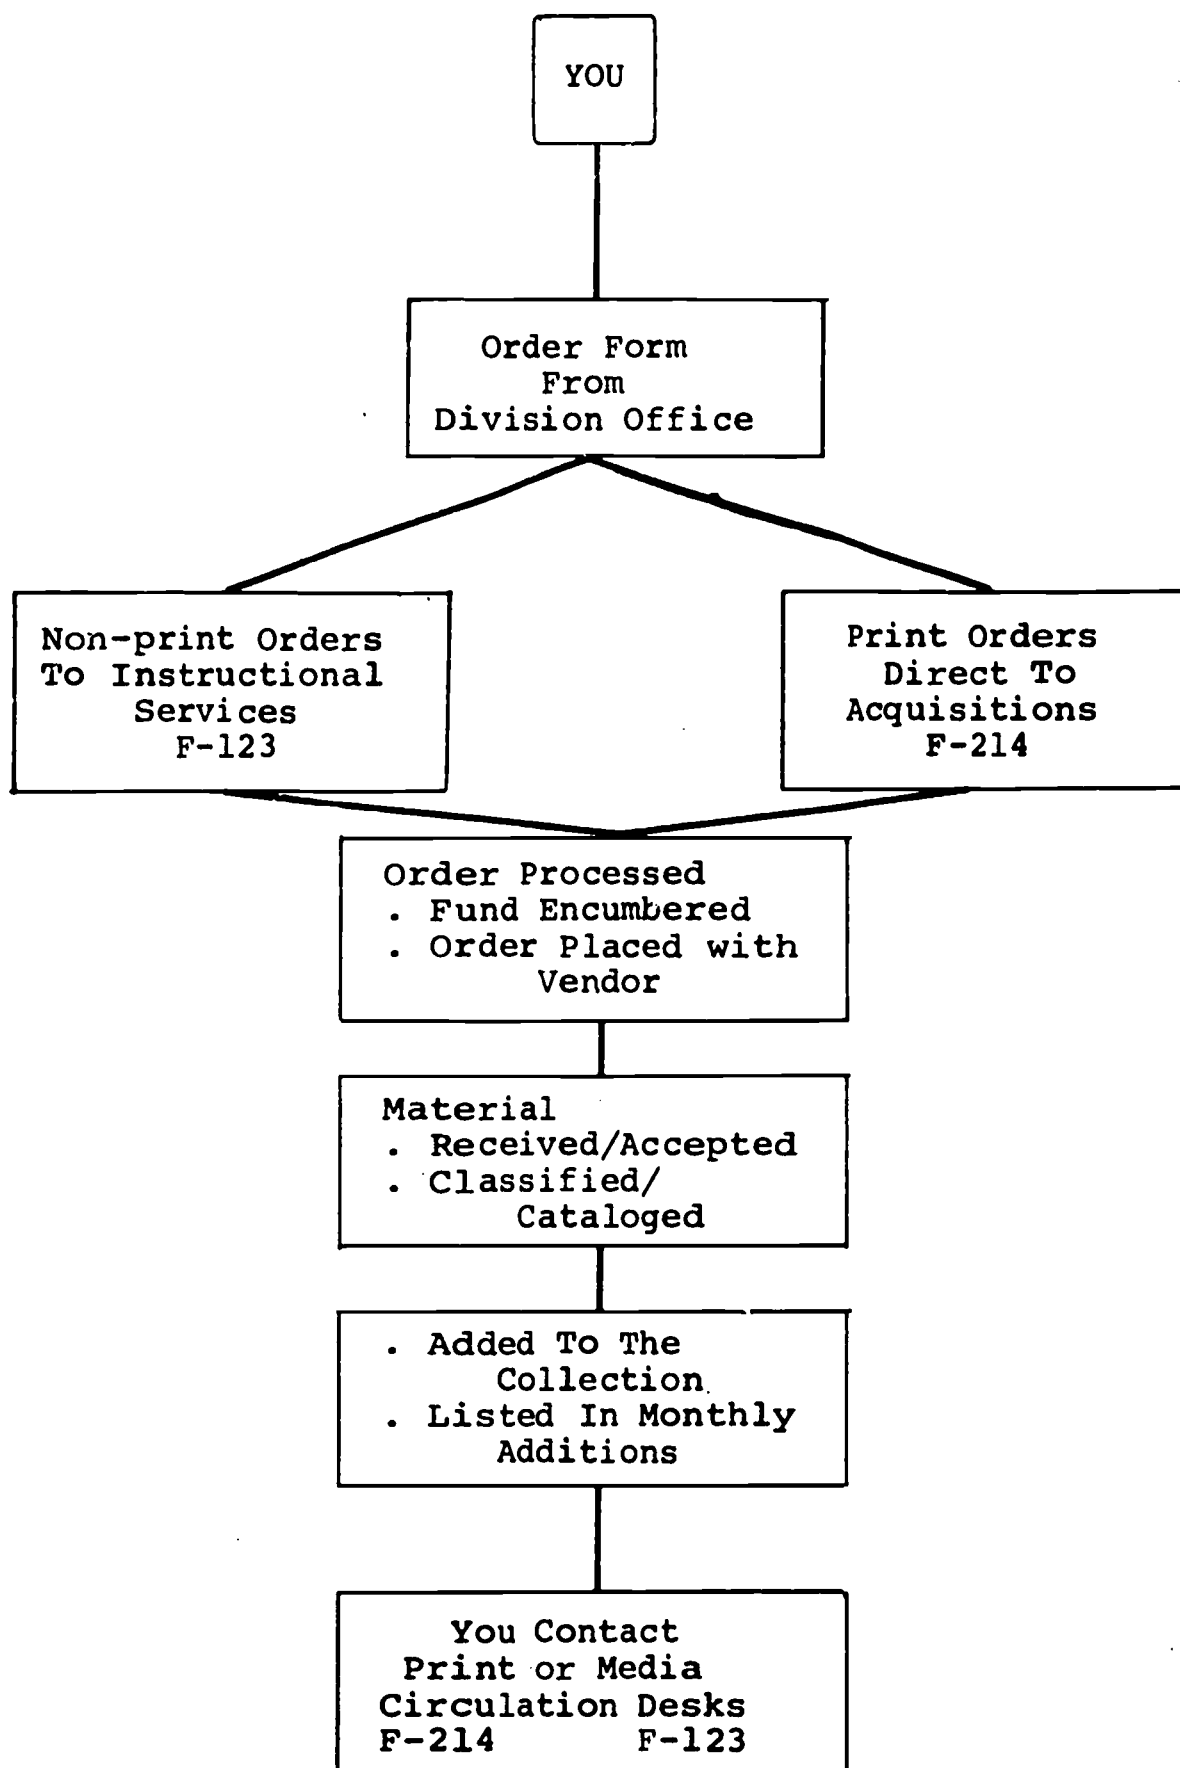 YOU
Order Form
From
Division Office
Non-print Orders
To Instructional
Services
F-123
Print Orders
Direct To
Acquisitions
F-214
Order Processed
. Fund Encumbered
. Order Placed with
Vendor
Material
. Received/Accepted
. Classified/
Cataloged
. Added To The
Collection
. Listed In Monthly
Additions
You Contact
Print or Media
Circulation Desks
F-214 F-123